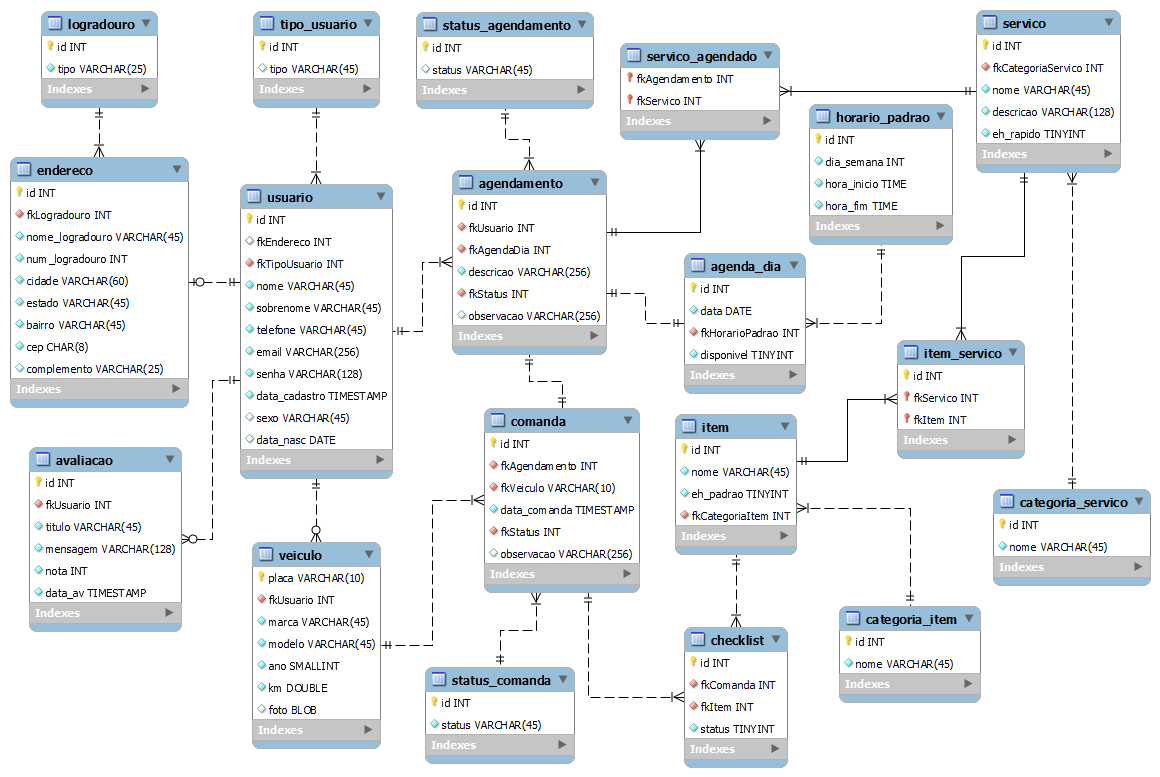 logradouro
id INT
tipo VARCHAR(25)
Indexes
tipo_usuario
id INT
tipo VARCHAR(45)
Indexes
status_agendamento
id INT
status VARCHAR(45)
Indexes
servico_agendado
fkAgendamento INT
fkServico INT
Indexes
servico
id INT
fkCategoriaServico INT
nome VARCHAR(45)
descricao VARCHAR(128)
eh_rapido TINYINT
Indexes
horario_padrao
id INT
dia_semana INT
hora_inicio TIME
hora_fim TIME
Indexes
endereco
id INT
fkLogradouro INT
nome_logradouro VARCHAR(45)
num_logradouro INT
cidade VARCHAR(60)
estado VARCHAR(45)
bairro VARCHAR(45)
cep CHAR(8)
complemento VARCHAR(25)
Indexes
usuario
id INT
fkEndereco INT
fkTipoUsuario INT
nome VARCHAR(45)
sobrenome VARCHAR(45)
telefone VARCHAR(45)
email VARCHAR(256)
senha VARCHAR(128)
data_cadastro TIMESTAMP
sexo VARCHAR(45)
data_nasc DATE
Indexes
agendamento
id INT
fkUsuario INT
fkAgendaDia INT
descricao VARCHAR(256)
fkStatus INT
observacao VARCHAR(256)
Indexes
agenda_dia
id INT
data DATE
fkHorarioPadrao INT
disponivel TINYINT
Indexes
item_servico
id INT
fkServico INT
fkItem INT
Indexes
avaliacao
id INT
fkUsuario INT
titulo VARCHAR(45)
mensagem VARCHAR(128)
nota INT
data_av TIMESTAMP
Indexes
comanda
id INT
fkAgendamento INT
fkVeiculo VARCHAR(10)
data_comanda TIMESTAMP
fkStatus INT
observacao VARCHAR(256)
Indexes
item
id INT
nome VARCHAR(45)
eh_padrao TINYINT
fkCategoriaItem INT
Indexes
categoria_servico
id INT
nome VARCHAR(45)
Indexes
veiculo
placa VARCHAR(10)
fkUsuario INT
marca VARCHAR(45)
modelo VARCHAR(45)
ano SMALLINT
km DOUBLE
foto BLOB
Indexes
status_comanda
id INT
status VARCHAR(45)
Indexes
checklist
id INT
fkComanda INT
fkItem INT
status TINYINT
Indexes
categoria_item
id INT
nome VARCHAR(45)
Indexes